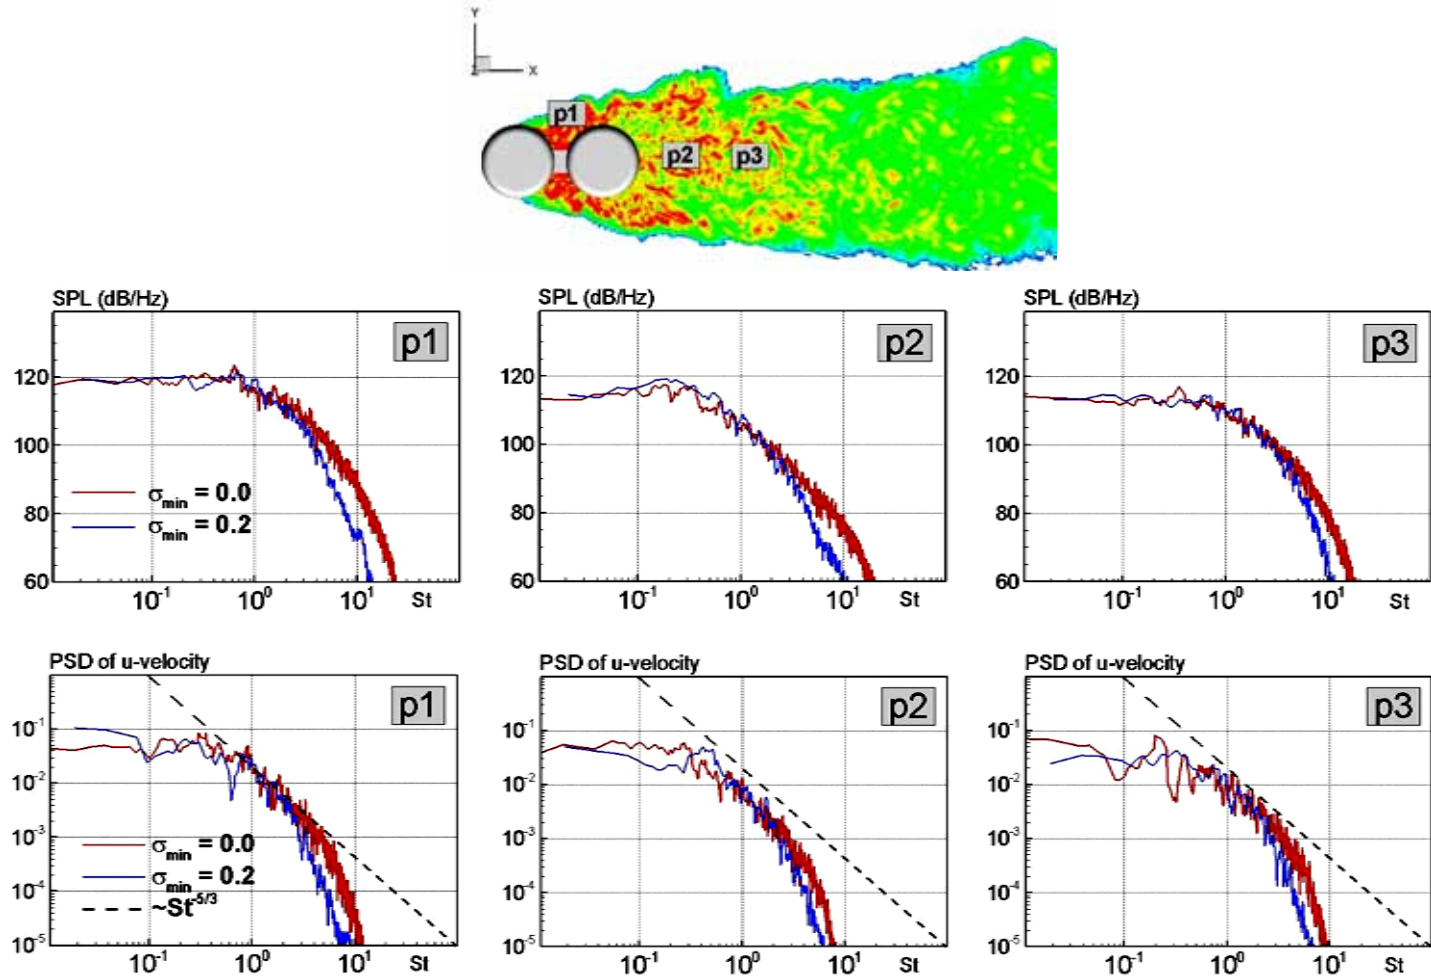 Y
Z X
p1
p2 p3
SPL (dB/Hz) SPL (dB/Hz) SPL (dB/Hz)
p1 p2 p3
120 120 120
100 100 100
σmin = 0.0
σmin = 0.2
80 80 80
60 60 60
10-1 100 101 St 10-1 100 101 St 10-1 100 101 St
PSD of u-velocity PSD of u-velocity PSD of u-velocity
p1 p2 p3
10-1 10-1 10-1
10-2 10-2 10-2
10-3 10-3 10-3
σmin = 0.0
σmin = 0.2
10-4 10-4 10-4
~St-5/3
10-5 10-5 10-5
10-1 100 101 St 10-1 100 101 St 10-1 100 101 St